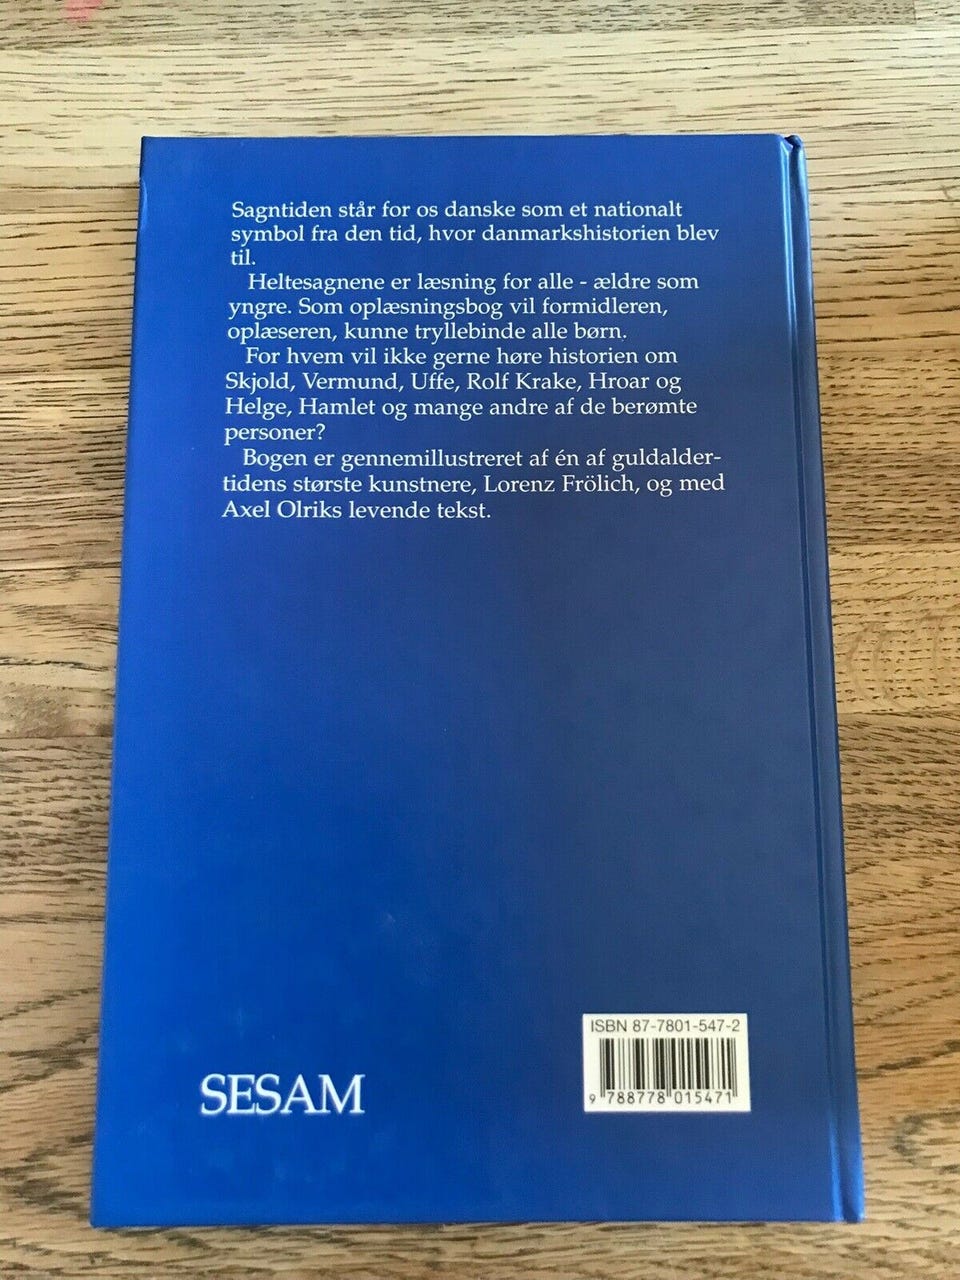 Sagntiden står for os danske som et nationalt
symbol fra den tid, hvor danmarkshistorien blev
til.
Heltesagnene er læsning for alle - ældre som
yngre. Som oplæsningsbog vil formidleren,
oplæseren, kunne tryllebinde alle børn.
For hvem vil ikke gerne høre historien om
Skjold, Vermund, Uffe, Rolf Krake, Hroar og
Helge, Hamlet og mange andre af de berømte
personer?
Bogen er gennemillustreret af én af guldalder-
tidens største kunstnere, Lorenz Frölich, og med
Axel Olriks levende tekst.
SESAM
ISBN 87-7801-547-2
9 788778 015471